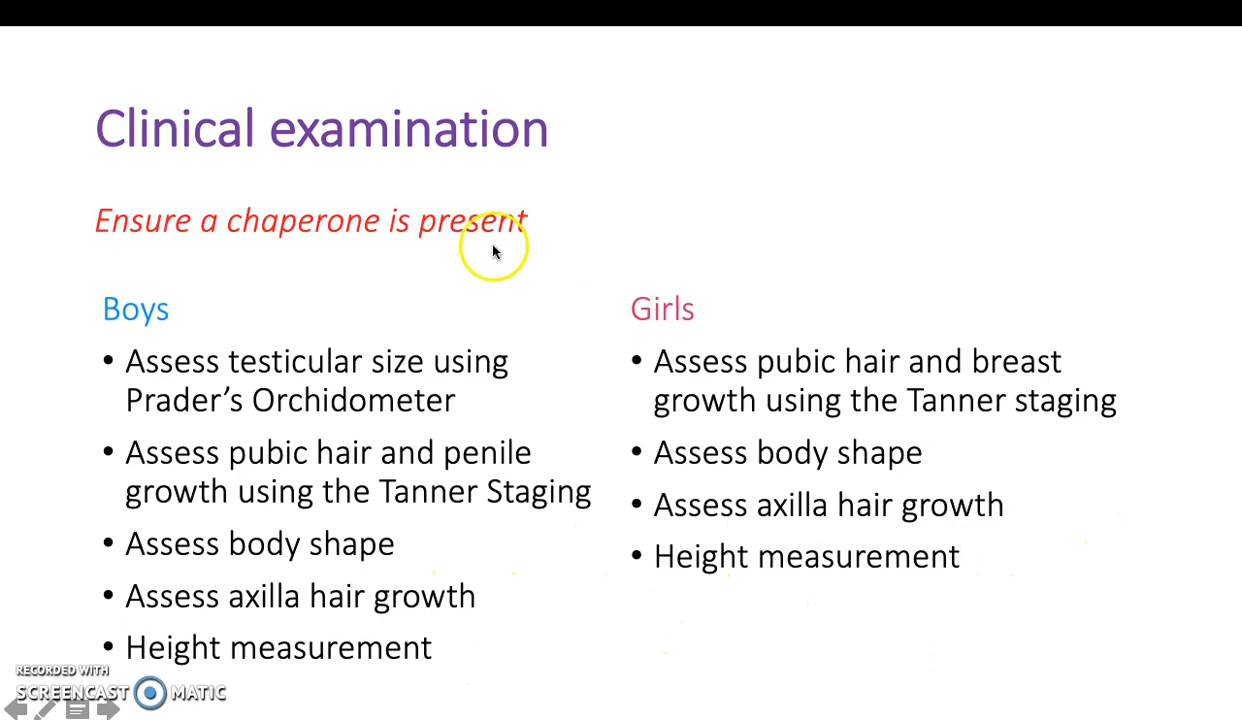 Clinical examination
Ensure a chaperone is present
Boys
• Assess testicular size using
Prader’s Orchidometer
• Assess pubic hair and penile
growth using the Tanner Staging
• Assess body shape
• Assess axilla hair growth
• Height measurement
Girls
• Assess pubic hair and breast
growth using the Tanner staging
• Assess body shape
• Assess axilla hair growth
• Height measurement
RECORDED WITH
SCREENCAST MATIC